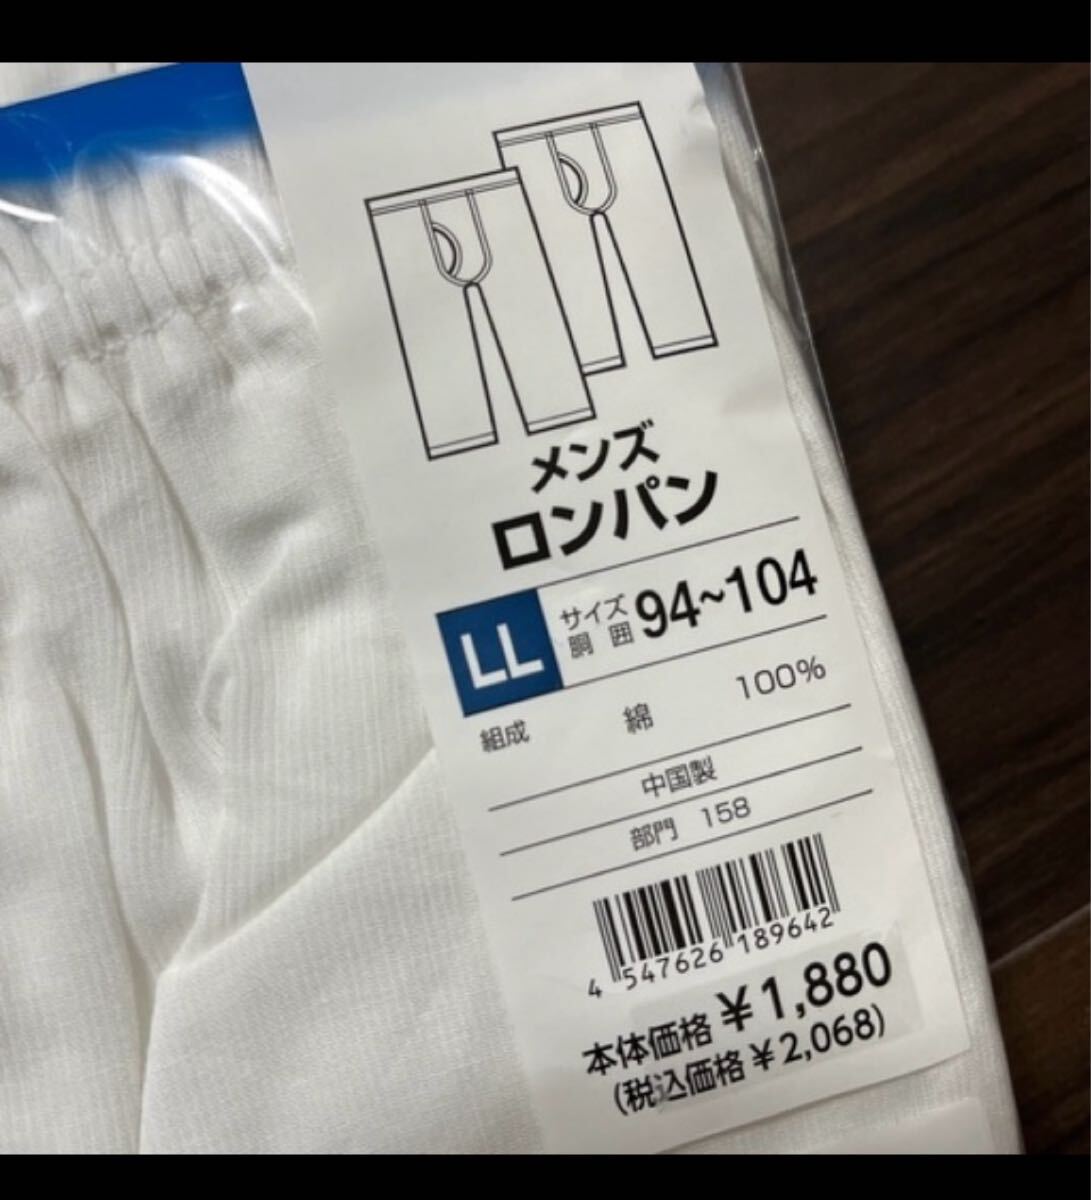 メンズ
ロンパン
LL サイズ 胴囲 94~104
組成 綿 100%
中国製
部門 158
4 547626 189642
本体価格 ¥1,880
(税込価格 ¥2,068)